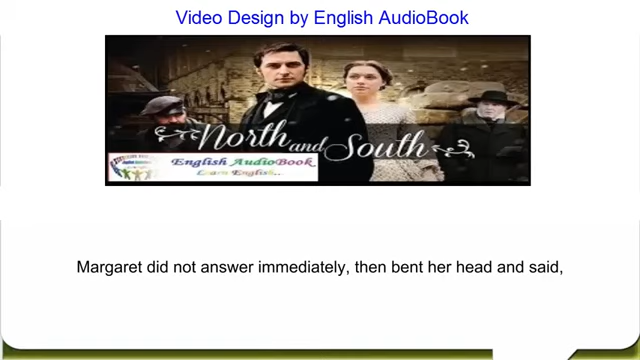 Video Design by English AudioBook
North and South
English AudioBook
Learn English...
Margaret did not answer immediately, then bent her head and said,